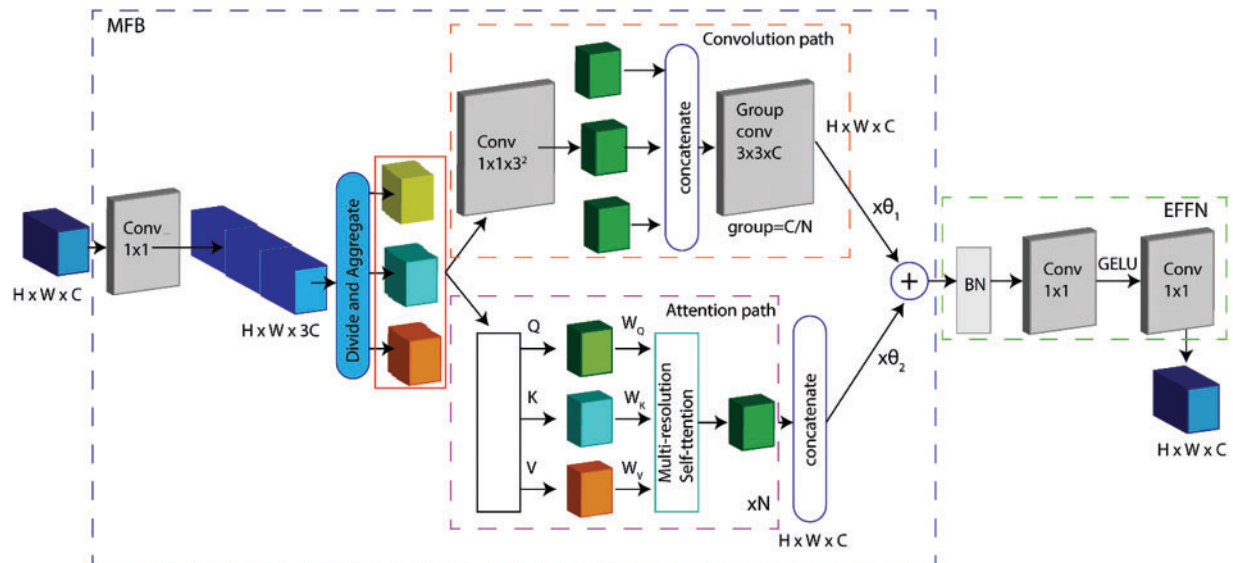 MFB
Convolution path
Conv
1x1x3²
concatenate
Group
conv
3x3x C
group=C/N
H x W x C
xθ₁
EFFN
Conv
1x1
H x W x C
H x W x 3C
Divide and Aggregate
BN
Conv
1x1
GELU
Conv
1x1
H x W x C
Attention path
Q
K
V
W_Q
W_K
W_V
Multi-resolution
Self-ttention
xN
concatenate
H x W x C
xθ₂